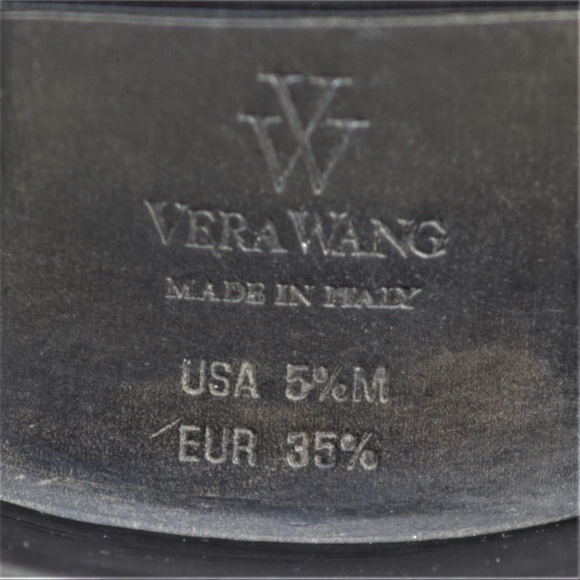 VERA WANG
MADE IN ITALY
USA 5½M
EUR 35½